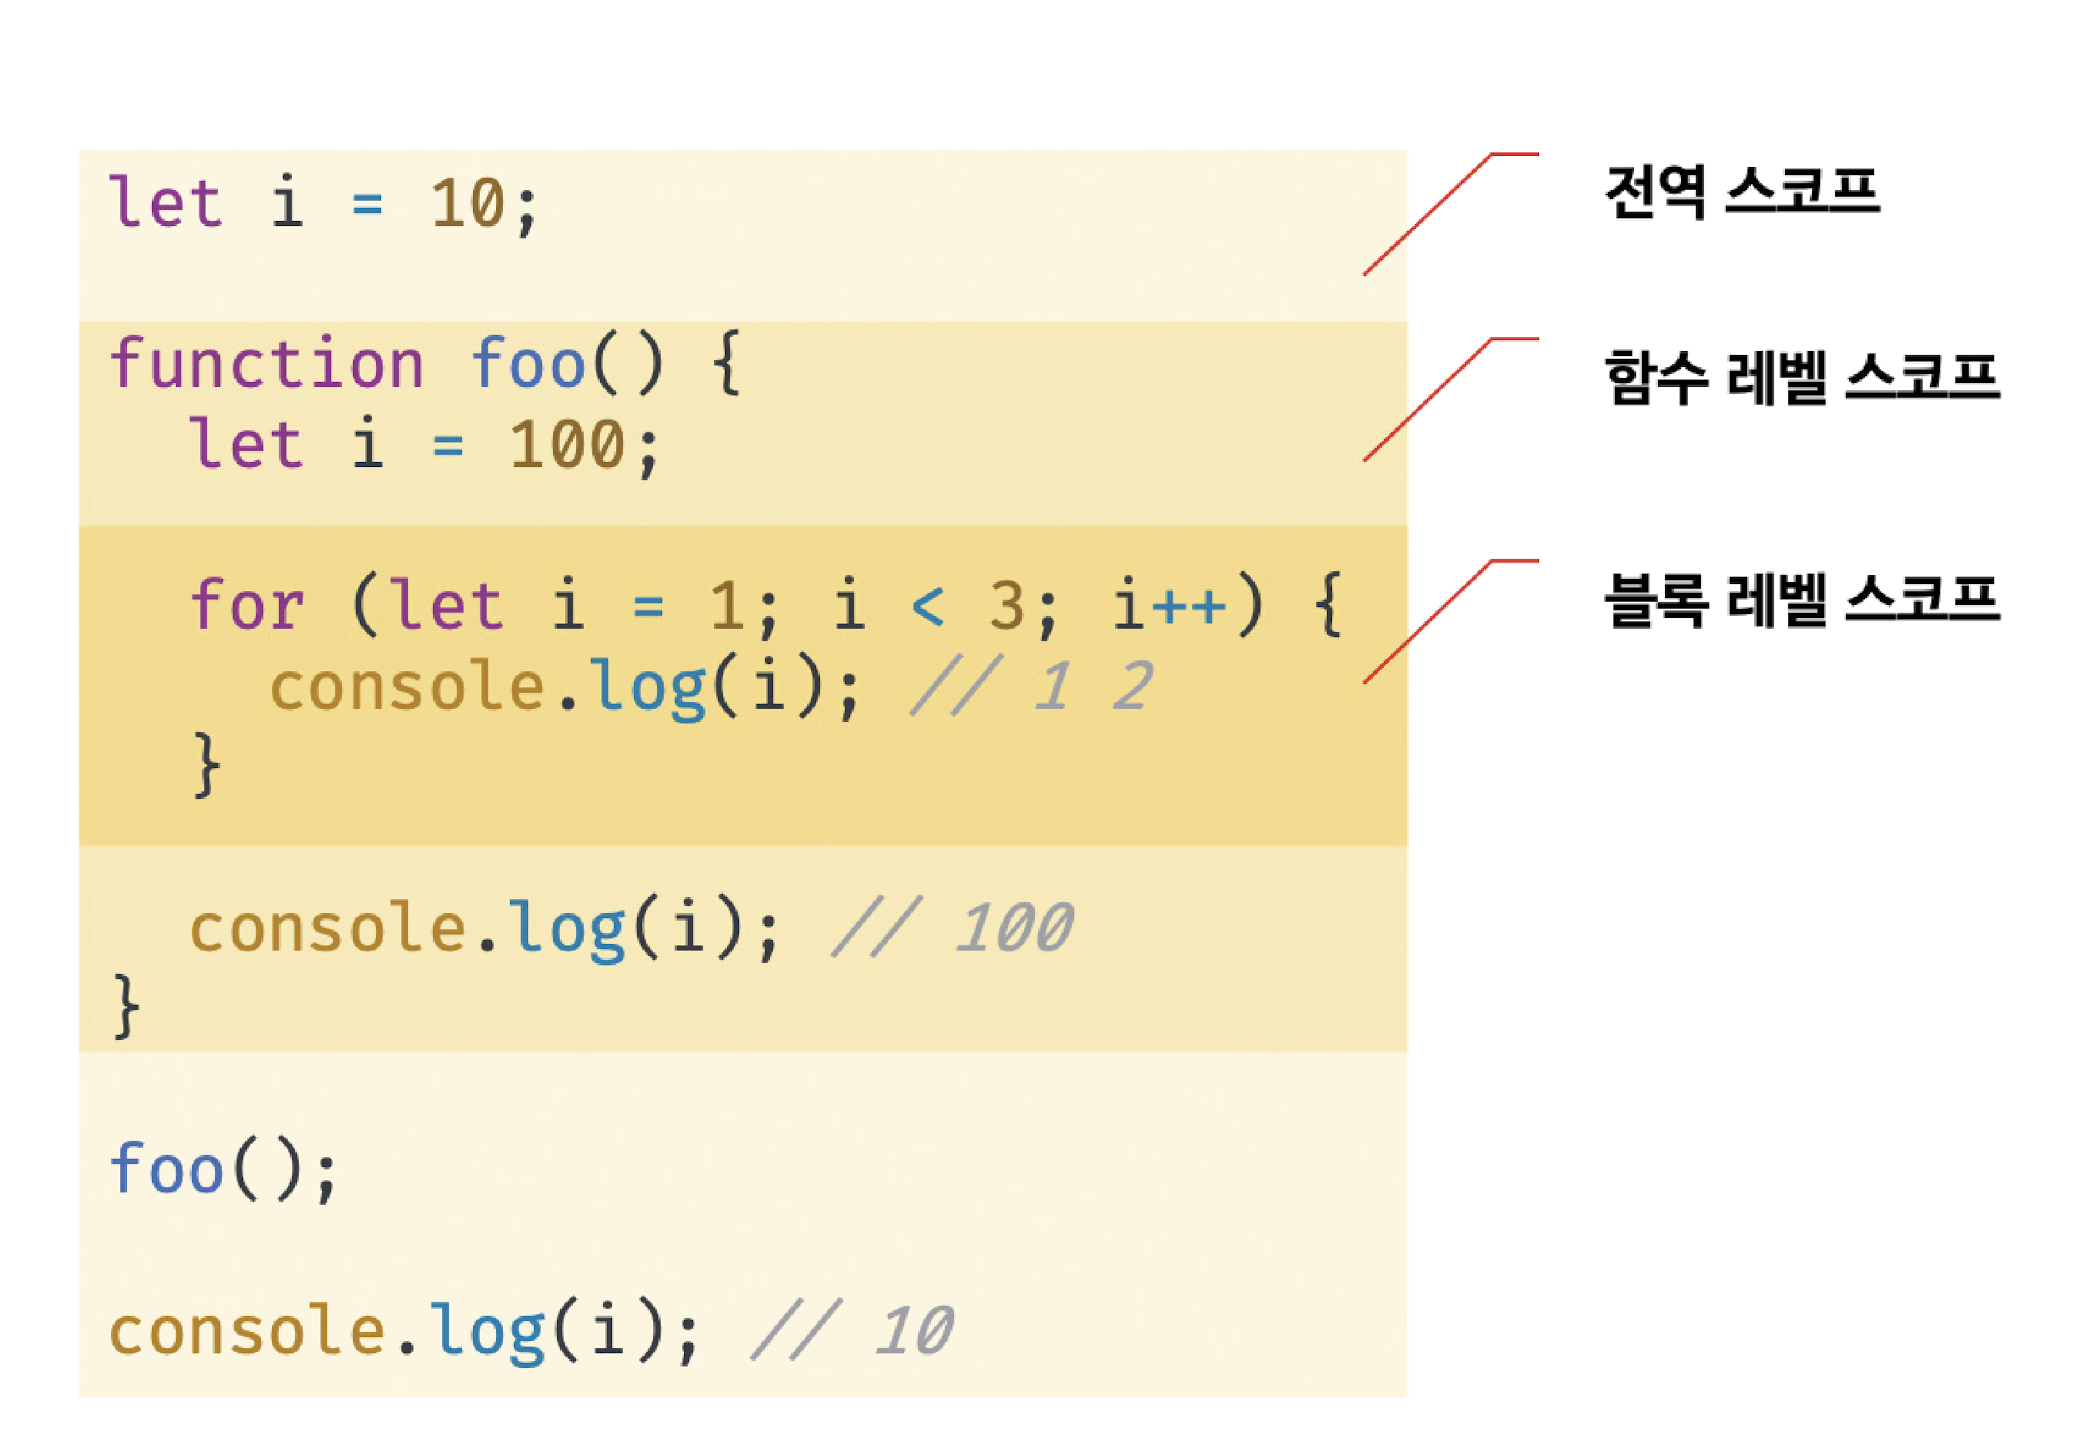 let i = 10;
전역 스코프
function foo() {
함수 레벨 스코프
  let i = 100;
  for (let i = 1; i < 3; i++) {
블록 레벨 스코프
    console.log(i); // 1 2
  }
  console.log(i); // 100
}
foo();
console.log(i); // 10